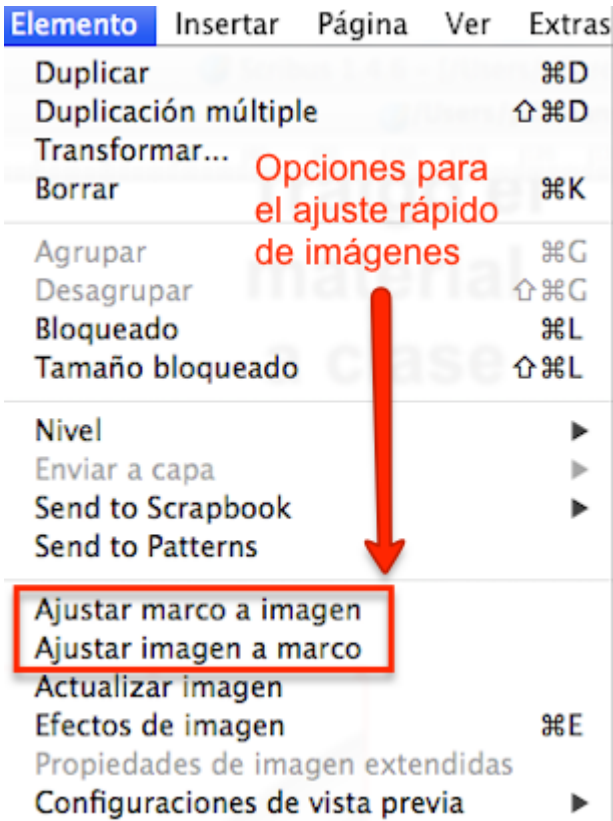 Elemento Insertar Página Ver Extras
Duplicar ⌘D
Duplicación múltiple ⇧⌘D
Transformar...
Borrar ⌘K
Opciones para
el ajuste rápido
de imágenes
Agrupar ⌘G
Desagrupar ⇧⌘G
Bloqueado ⌘L
Tamaño bloqueado ⇧⌘L
Nivel ▶
Enviar a capa ▶
Send to Scrapbook ▶
Send to Patterns
Ajustar marco a imagen
Ajustar imagen a marco
Actualizar imagen
Efectos de imagen ⌘E
Propiedades de imagen extendidas
Configuraciones de vista previa ▶
material
a clase